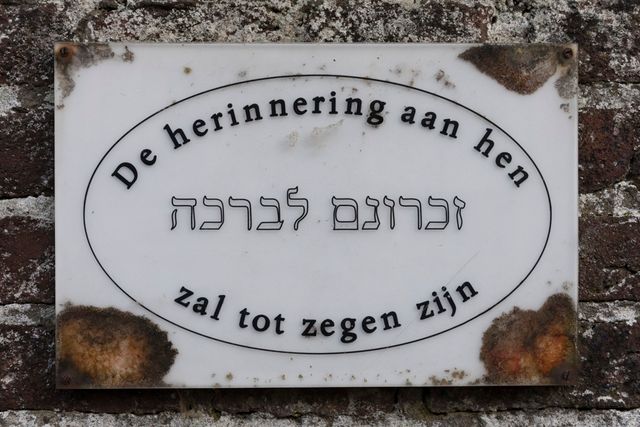 De herinnering aan hen
זכרונם לברכה
zal tot zegen zijn